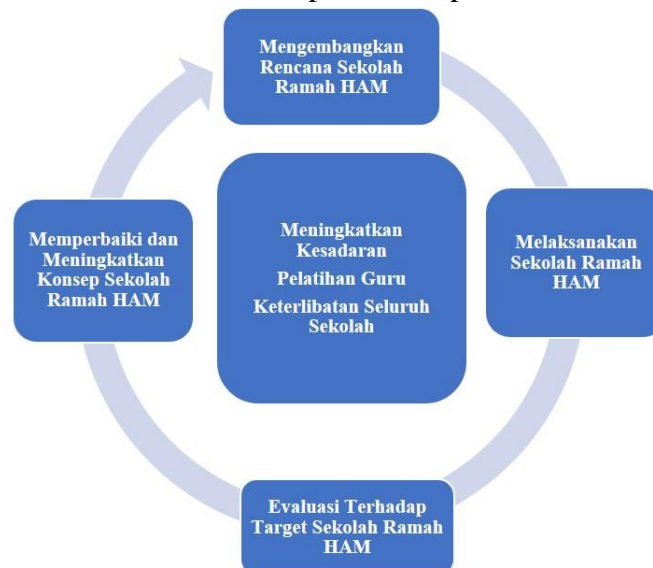 Mengembangkan
Rencana Sekolah
Ramah HAM
Memperbaiki dan
Meningkatkan
Konsep Sekolah
Ramah HAM
Meningkatkan
Kesadaran
Pelatihan Guru
Keterlibatan Seluruh
Sekolah
Melaksanakan
Sekolah Ramah
HAM
Evaluasi Terhadap
Target Sekolah Ramah
HAM